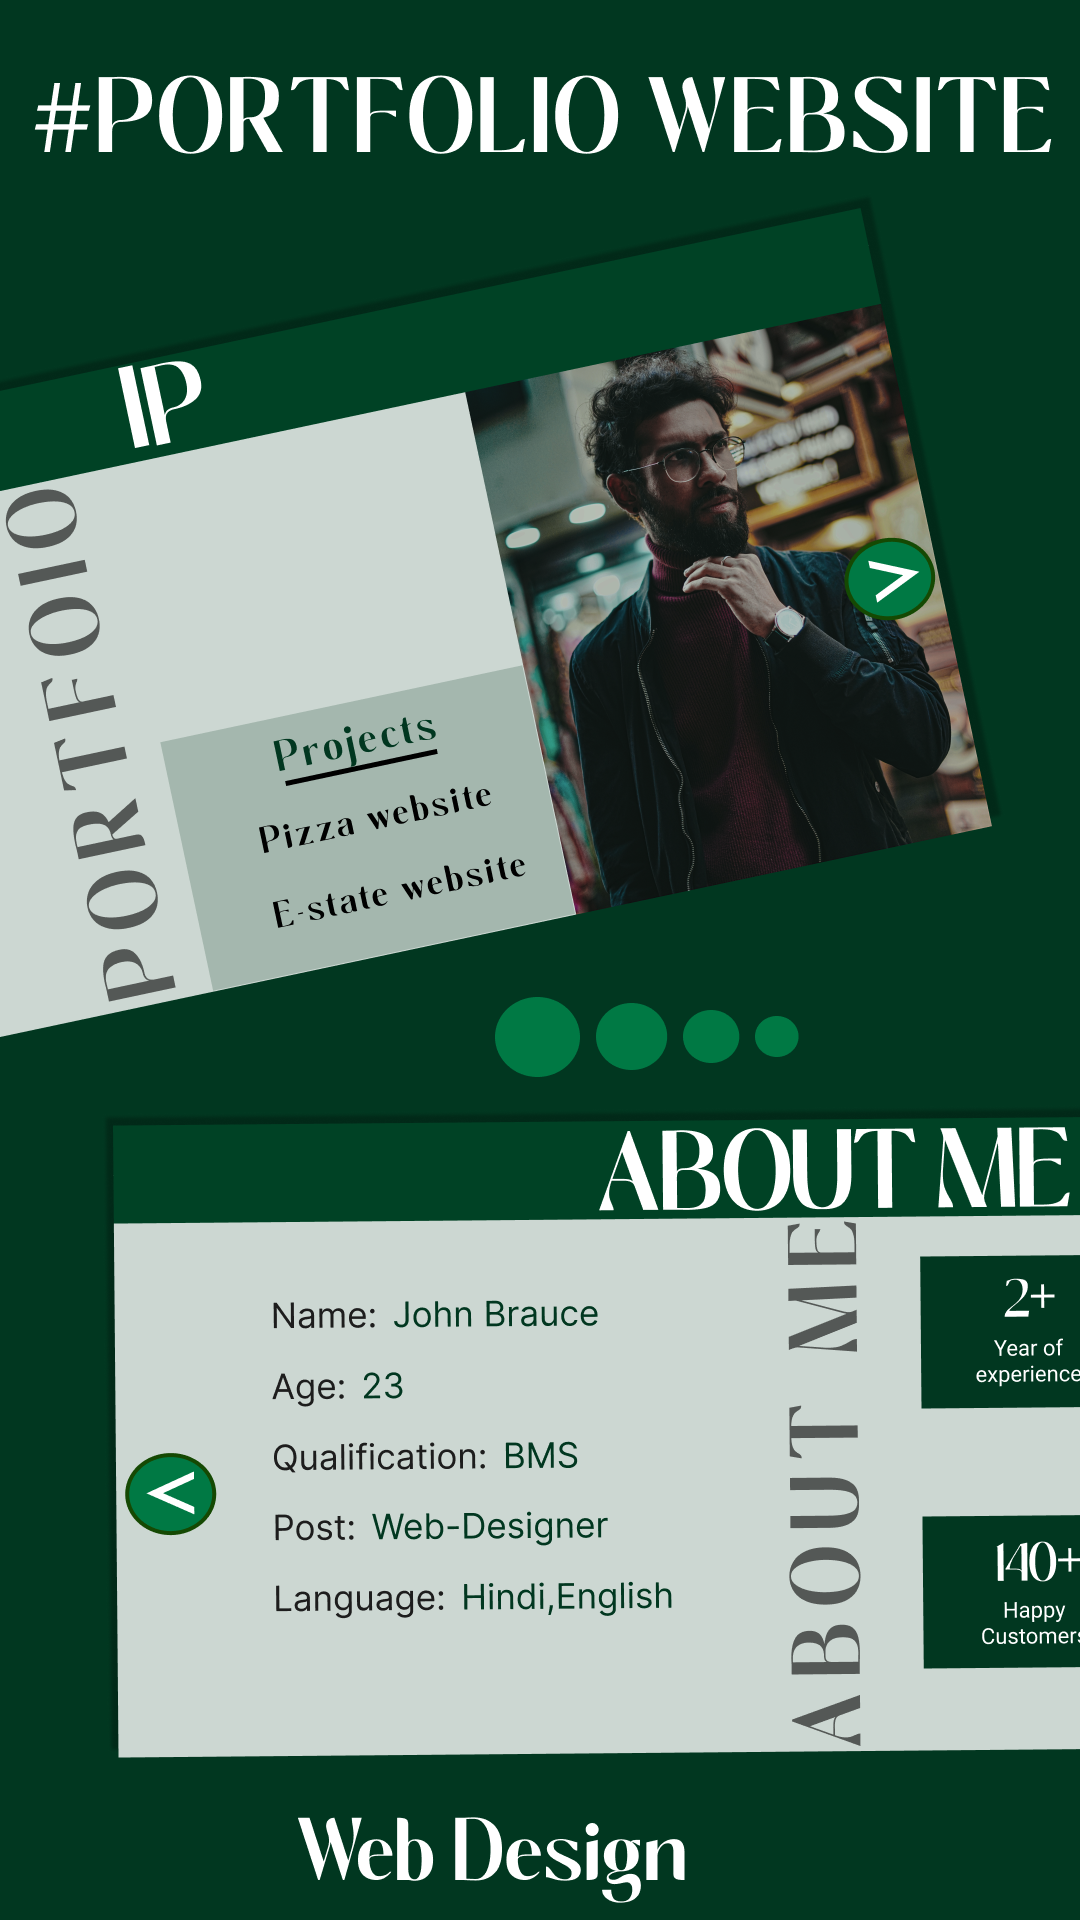 #PORTFOLIO WEBSITE
IP
PORTFOIO
Projects
Pizza website
E-state website
>
ABOUT ME
Name: John Brauce
Age: 23
Qualification: BMS
Post: Web-Designer
Language: Hindi,English
<
ABOUT ME
2+
Year of
experience
140+
Happy
Customers
Web Design